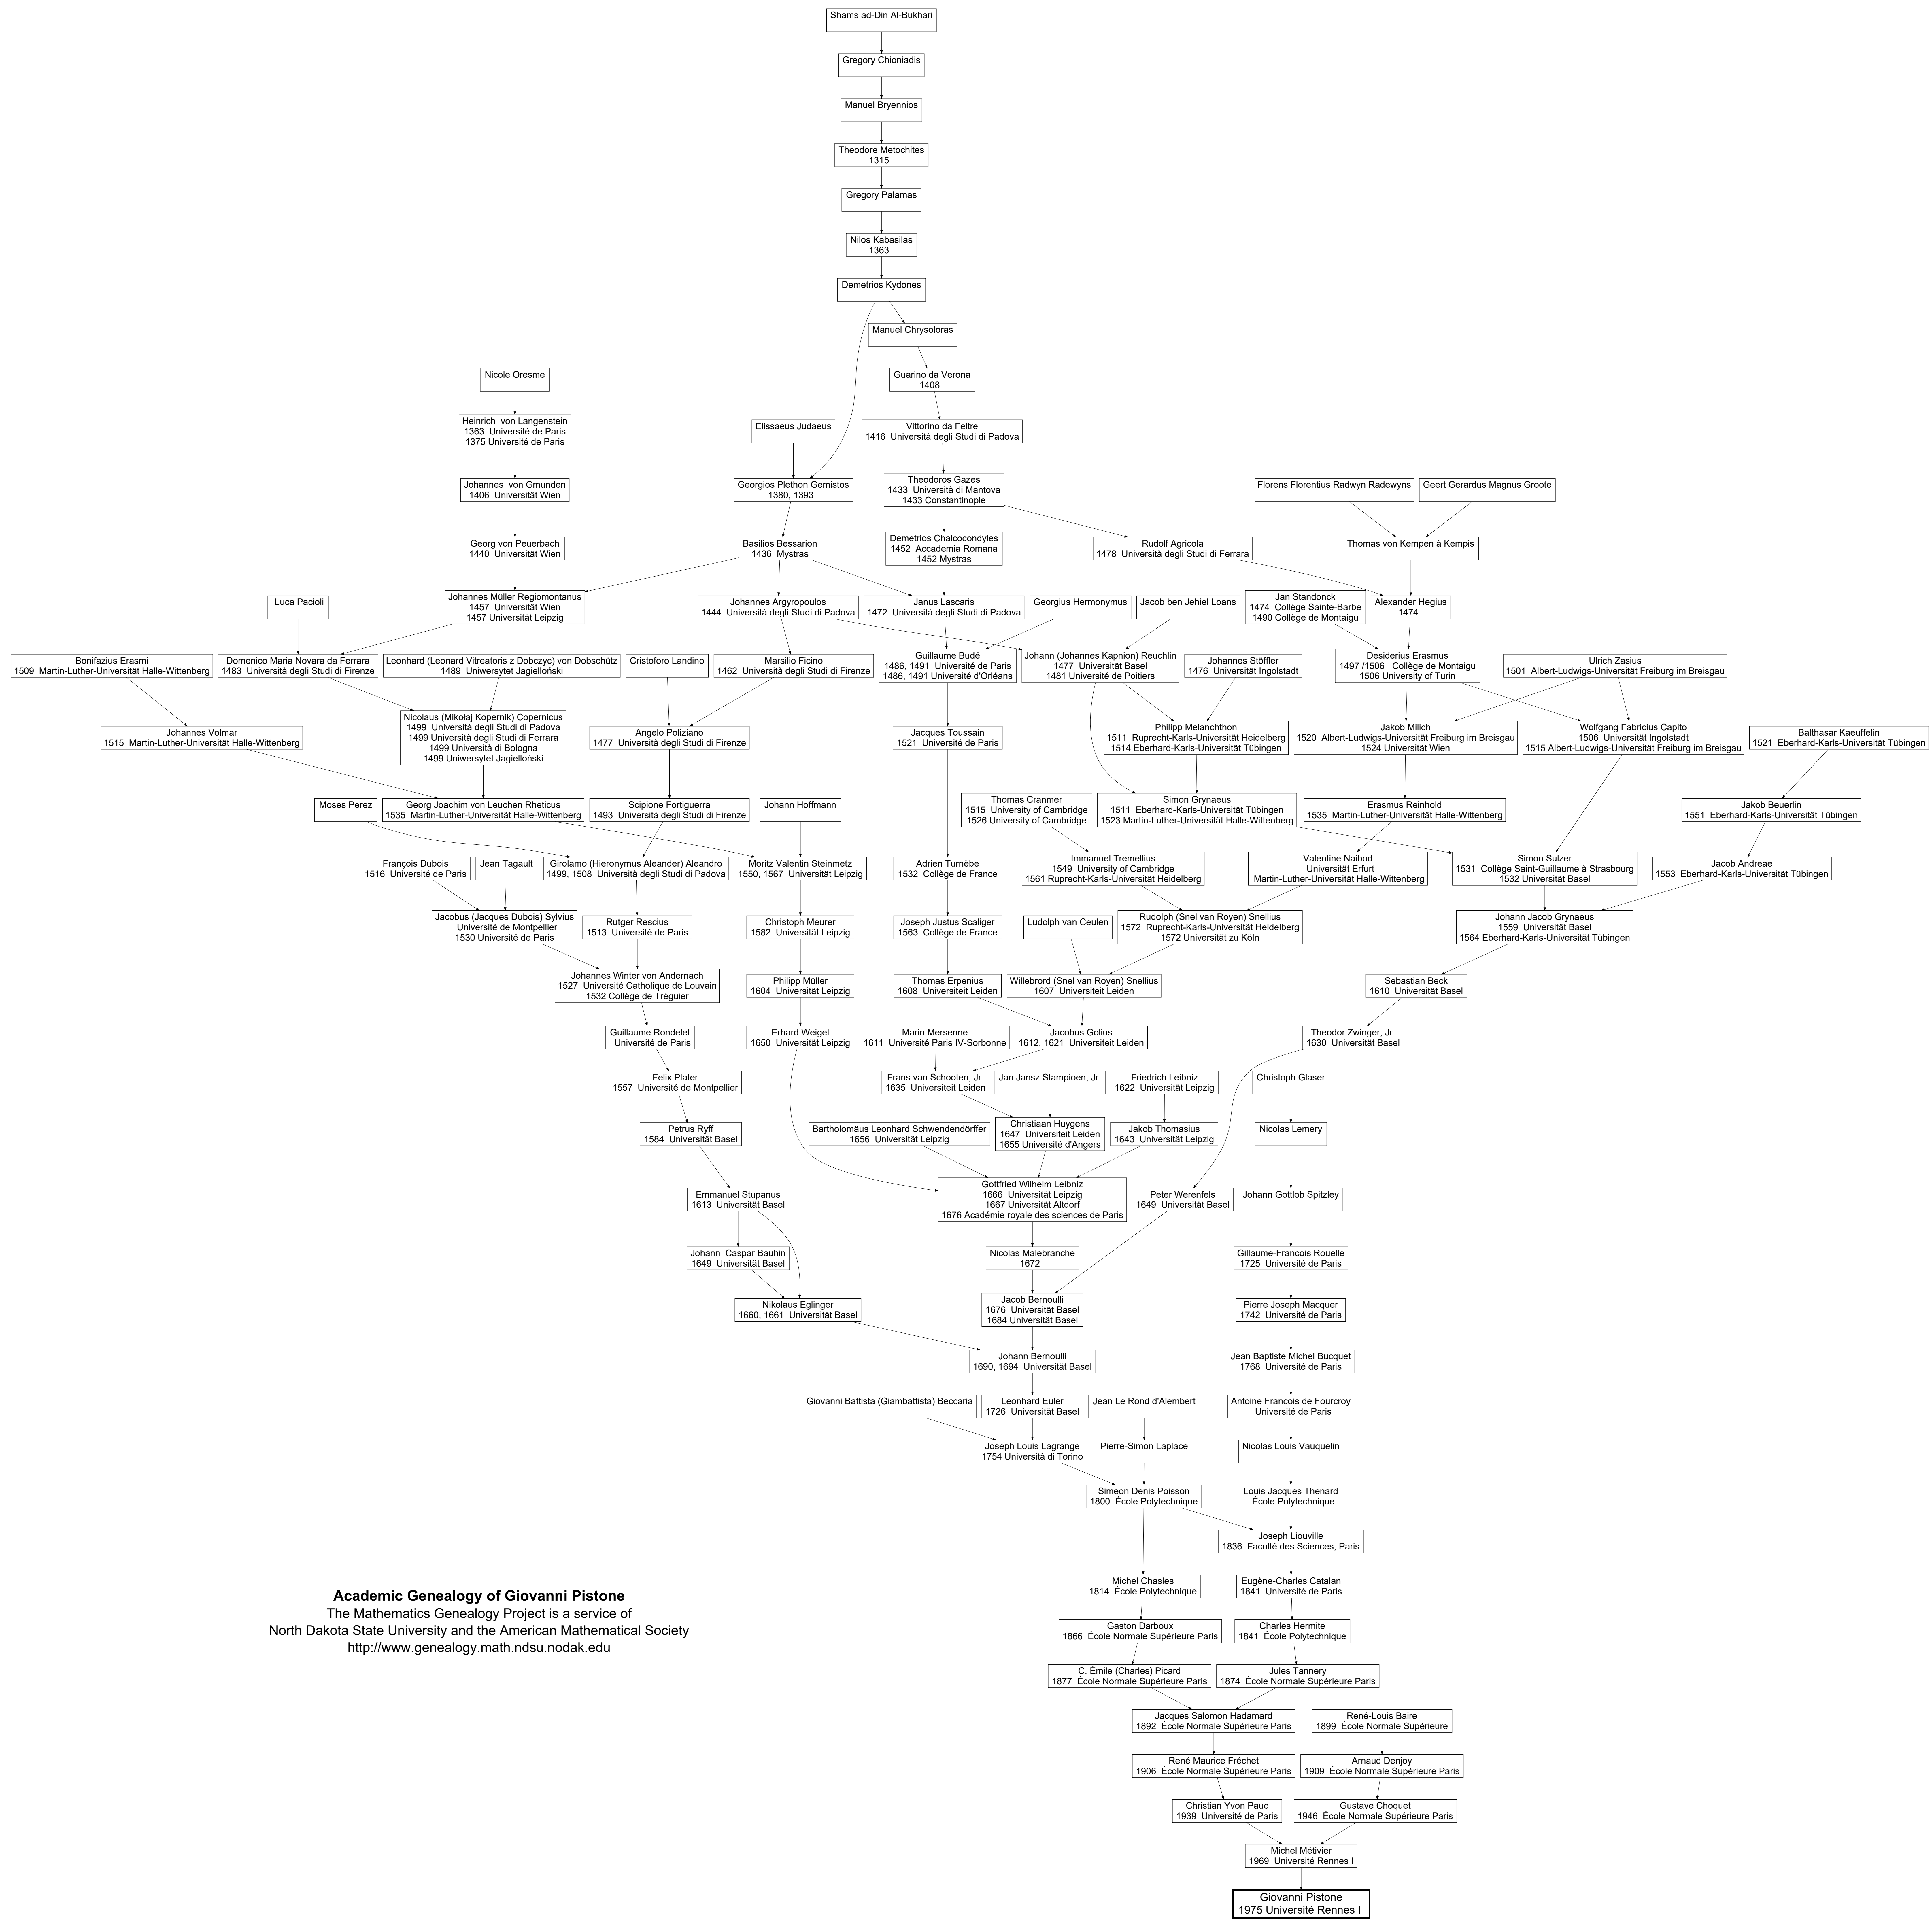 Shams ad-Din Al-Bukhari
Gregory Chioniadis
Manuel Bryennios
Theodore Metochites
1315
Gregory Palamas
Nilos Kabasilas
1363
Demetrios Kydones
Manuel Chrysoloras
Nicole Oresme
Guarino da Verona
1408
Heinrich von Langenstein
1363 Université de Paris
1375 Université de Paris
Elissaeus Judaeus
Vittorino da Feltre
1416 Università degli Studi di Padova
Johannes von Gmunden
1406 Universität Wien
Georgios Plethon Gemistos
1380, 1393
Theodoros Gazes
1433 Università di Mantova
1433 Constantinople
Florens Florentius Radwyn Radewyns
Geert Gerardus Magnus Groote
Georg von Peuerbach
1440 Universität Wien
Basilios Bessarion
1436 Mystras
Demetrios Chalcocondyles
1452 Accademia Romana
1452 Mystras
Rudolf Agricola
1478 Università degli Studi di Ferrara
Thomas von Kempen à Kempis
Luca Pacioli
Johannes Müller Regiomontanus
1457 Universität Wien
1457 Universität Leipzig
Johannes Argyropoulos
1444 Università degli Studi di Padova
Janus Lascaris
1472 Università degli Studi di Padova
Georgius Hermonymus
Jacob ben Jehiel Loans
Jan Standonck
1474 Collège Sainte-Barbe
1490 Collège de Montaigu
Alexander Hegius
1474
Bonifazius Erasmi
1509 Martin-Luther-Universität Halle-Wittenberg
Domenico Maria Novara da Ferrara
1483 Università degli Studi di Firenze
Leonhard (Leonard Vitreatoris z Dobczyc) von Dobschütz
1489 Uniwersytet Jagielloński
Cristoforo Landino
Marsilio Ficino
1462 Università degli Studi di Firenze
Guillaume Budé
1486, 1491 Université de Paris
1486, 1491 Université d'Orléans
Johann (Johannes Kapnion) Reuchlin
1477 Universität Basel
1481 Université de Poitiers
Johannes Stöffler
1476 Universität Ingolstadt
Desiderius Erasmus
1497 /1506 Collège de Montaigu
1506 University of Turin
Ulrich Zasius
1501 Albert-Ludwigs-Universität Freiburg im Breisgau
Johannes Volmar
1515 Martin-Luther-Universität Halle-Wittenberg
Nicolaus (Mikołaj Kopernik) Copernicus
1499 Università degli Studi di Padova
1499 Università degli Studi di Ferrara
1499 Università di Bologna
1499 Uniwersytet Jagielloński
Angelo Poliziano
1477 Università degli Studi di Firenze
Jacques Toussain
1521 Université de Paris
Philipp Melanchthon
1511 Ruprecht-Karls-Universität Heidelberg
1514 Eberhard-Karls-Universität Tübingen
Jakob Milich
1520 Albert-Ludwigs-Universität Freiburg im Breisgau
1524 Universität Wien
Wolfgang Fabricius Capito
1506 Universität Ingolstadt
1515 Albert-Ludwigs-Universität Freiburg im Breisgau
Balthasar Kaeuffelin
1521 Eberhard-Karls-Universität Tübingen
Moses Perez
Georg Joachim von Leuchen Rheticus
1535 Martin-Luther-Universität Halle-Wittenberg
Scipione Fortiguerra
1493 Università degli Studi di Firenze
Johann Hoffmann
Thomas Cranmer
1515 University of Cambridge
1526 University of Cambridge
Simon Grynaeus
1511 Eberhard-Karls-Universität Tübingen
1523 Martin-Luther-Universität Halle-Wittenberg
Erasmus Reinhold
1535 Martin-Luther-Universität Halle-Wittenberg
Jakob Beuerlin
1551 Eberhard-Karls-Universität Tübingen
François Dubois
1516 Université de Paris
Jean Tagault
Girolamo (Hieronymus Aleander) Aleandro
1499, 1508 Università degli Studi di Padova
Moritz Valentin Steinmetz
1550, 1567 Universität Leipzig
Adrien Turnèbe
1532 Collège de France
Immanuel Tremellius
1549 University of Cambridge
1561 Ruprecht-Karls-Universität Heidelberg
Valentine Naibod
Universität Erfurt
Martin-Luther-Universität Halle-Wittenberg
Simon Sulzer
1531 Collège Saint-Guillaume à Strasbourg
1532 Universität Basel
Jacob Andreae
1553 Eberhard-Karls-Universität Tübingen
Jacobus (Jacques Dubois) Sylvius
Université de Montpellier
1530 Université de Paris
Rutger Rescius
1513 Université de Paris
Christoph Meurer
1582 Universität Leipzig
Joseph Justus Scaliger
1563 Collège de France
Ludolph van Ceulen
Rudolph (Snel van Royen) Snellius
1572 Ruprecht-Karls-Universität Heidelberg
1572 Universität zu Köln
Johann Jacob Grynaeus
1559 Universität Basel
1564 Eberhard-Karls-Universität Tübingen
Johannes Winter von Andernach
1527 Université Catholique de Louvain
1532 Collège de Tréguier
Philipp Müller
1604 Universität Leipzig
Thomas Erpenius
1608 Universiteit Leiden
Willebrord (Snel van Royen) Snellius
1607 Universiteit Leiden
Sebastian Beck
1610 Universität Basel
Guillaume Rondelet
Université de Paris
Erhard Weigel
1650 Universität Leipzig
Marin Mersenne
1611 Université Paris IV-Sorbonne
Jacobus Golius
1612, 1621 Universiteit Leiden
Theodor Zwinger, Jr.
1630 Universität Basel
Felix Plater
1557 Université de Montpellier
Frans van Schooten, Jr.
1635 Universiteit Leiden
Jan Jansz Stampioen, Jr.
Friedrich Leibniz
1622 Universität Leipzig
Christoph Glaser
Petrus Ryff
1584 Universität Basel
Bartholomäus Leonhard Schwendendörffer
1656 Universität Leipzig
Christiaan Huygens
1647 Universiteit Leiden
1655 Université d'Angers
Jakob Thomasius
1643 Universität Leipzig
Nicolas Lemery
Emmanuel Stupanus
1613 Universität Basel
Gottfried Wilhelm Leibniz
1666 Universität Leipzig
1667 Universität Altdorf
1676 Académie royale des sciences de Paris
Peter Werenfels
1649 Universität Basel
Johann Gottlob Spitzley
Johann Caspar Bauhin
1649 Universität Basel
Nicolas Malebranche
1672
Gillaume-Francois Rouelle
1725 Université de Paris
Nikolaus Eglinger
1660, 1661 Universität Basel
Jacob Bernoulli
1676 Universität Basel
1684 Universität Basel
Pierre Joseph Macquer
1742 Université de Paris
Johann Bernoulli
1690, 1694 Universität Basel
Jean Baptiste Michel Bucquet
1768 Université de Paris
Giovanni Battista (Giambattista) Beccaria
Leonhard Euler
1726 Universität Basel
Jean Le Rond d'Alembert
Antoine Francois de Fourcroy
Université de Paris
Joseph Louis Lagrange
1754 Università di Torino
Pierre-Simon Laplace
Nicolas Louis Vauquelin
Simeon Denis Poisson
1800 École Polytechnique
Louis Jacques Thenard
École Polytechnique
Joseph Liouville
1836 Faculté des Sciences, Paris
Michel Chasles
1814 École Polytechnique
Eugène-Charles Catalan
1841 Université de Paris
Academic Genealogy of Giovanni Pistone
The Mathematics Genealogy Project is a service of
North Dakota State University and the American Mathematical Society
http://www.genealogy.math.ndsu.nodak.edu
Gaston Darboux
1866 École Normale Supérieure Paris
Charles Hermite
1841 École Polytechnique
C. Émile (Charles) Picard
1877 École Normale Supérieure Paris
Jules Tannery
1874 École Normale Supérieure Paris
Jacques Salomon Hadamard
1892 École Normale Supérieure Paris
René-Louis Baire
1899 École Normale Supérieure
René Maurice Fréchet
1906 École Normale Supérieure Paris
Arnaud Denjoy
1909 École Normale Supérieure Paris
Christian Yvon Pauc
1939 Université de Paris
Gustave Choquet
1946 École Normale Supérieure Paris
Michel Métivier
1969 Université Rennes I
Giovanni Pistone
1975 Université Rennes I